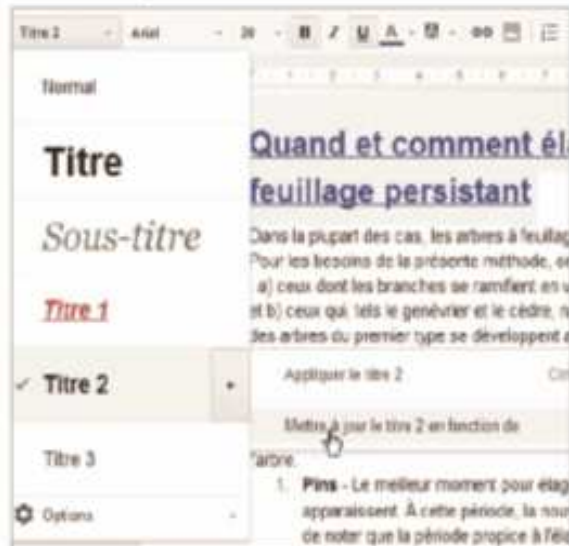 Titre 2 Arial 20 B I U A
Normal
Titre
Sous-titre
Titre 1
Titre 2
Titre 3
Options
Quand et comment éla
feuillage persistant
Dans la plupart des cas, les arbres à feuillag
Pour les besoins de la présente méthode, 
a) ceux dont les branches se ramifient en
et b) ceux qui, tels le genévrier et le cèdre,
des arbres du premier type se développent a
Appliquer le titre 2
Mettre à jour le titre 2 en fonction de
l'arbre.
1. Pins - Le meilleur moment pour élag
apparaissent. À cette période, la nou
de noter que la période propice à l'éla